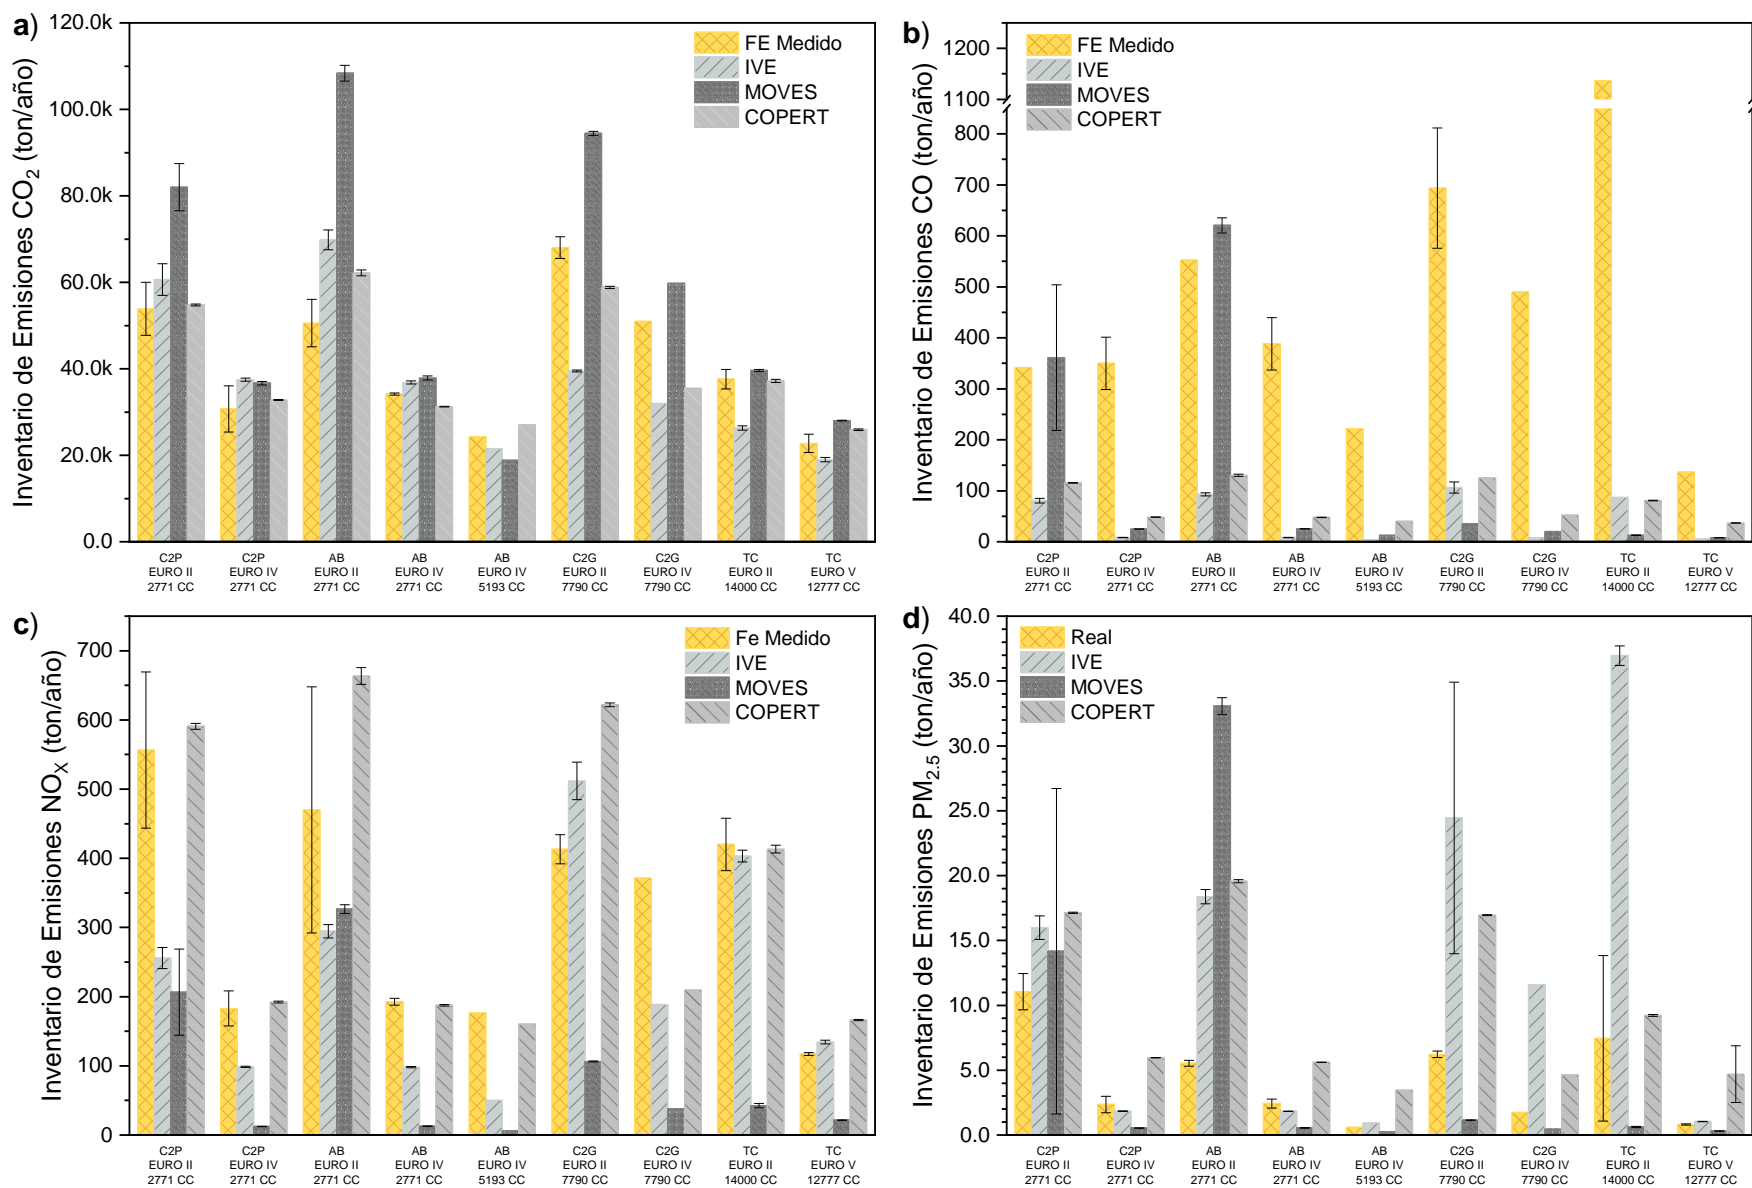 a)
Inventario de Emisiones CO2 (ton/año)
120.0k
100.0k
80.0k
60.0k
40.0k
20.0k
0.0
FE Medido
IVE
MOVES
COPERT
C2P EURO II 2771 CC
C2P EURO IV 2771 CC
AB EURO II 2771 CC
AB EURO IV 2771 CC
AB EURO IV 5193 CC
C2G EURO II 7790 CC
C2G EURO IV 7790 CC
TC EURO II 14000 CC
TC EURO V 12777 CC
b)
Inventario de Emisiones CO (ton/año)
1200
1100
800
700
600
500
400
300
200
100
0
FE Medido
IVE
MOVES
COPERT
C2P EURO II 2771 CC
C2P EURO IV 2771 CC
AB EURO II 2771 CC
AB EURO IV 2771 CC
AB EURO IV 5193 CC
C2G EURO II 7790 CC
C2G EURO IV 7790 CC
TC EURO II 14000 CC
TC EURO V 12777 CC
c)
Inventario de Emisiones NOX (ton/año)
700
600
500
400
300
200
100
0
Fe Medido
IVE
MOVES
COPERT
C2P EURO II 2771 CC
C2P EURO IV 2771 CC
AB EURO II 2771 CC
AB EURO IV 2771 CC
AB EURO IV 5193 CC
C2G EURO II 7790 CC
C2G EURO IV 7790 CC
TC EURO II 14000 CC
TC EURO V 12777 CC
d)
Inventario de Emisiones PM2.5 (ton/año)
40.0
35.0
30.0
25.0
20.0
15.0
10.0
5.0
0.0
Real
IVE
MOVES
COPERT
C2P EURO II 2771 CC
C2P EURO IV 2771 CC
AB EURO II 2771 CC
AB EURO IV 2771 CC
AB EURO IV 5193 CC
C2G EURO II 7790 CC
C2G EURO IV 7790 CC
TC EURO II 14000 CC
TC EURO V 12777 CC